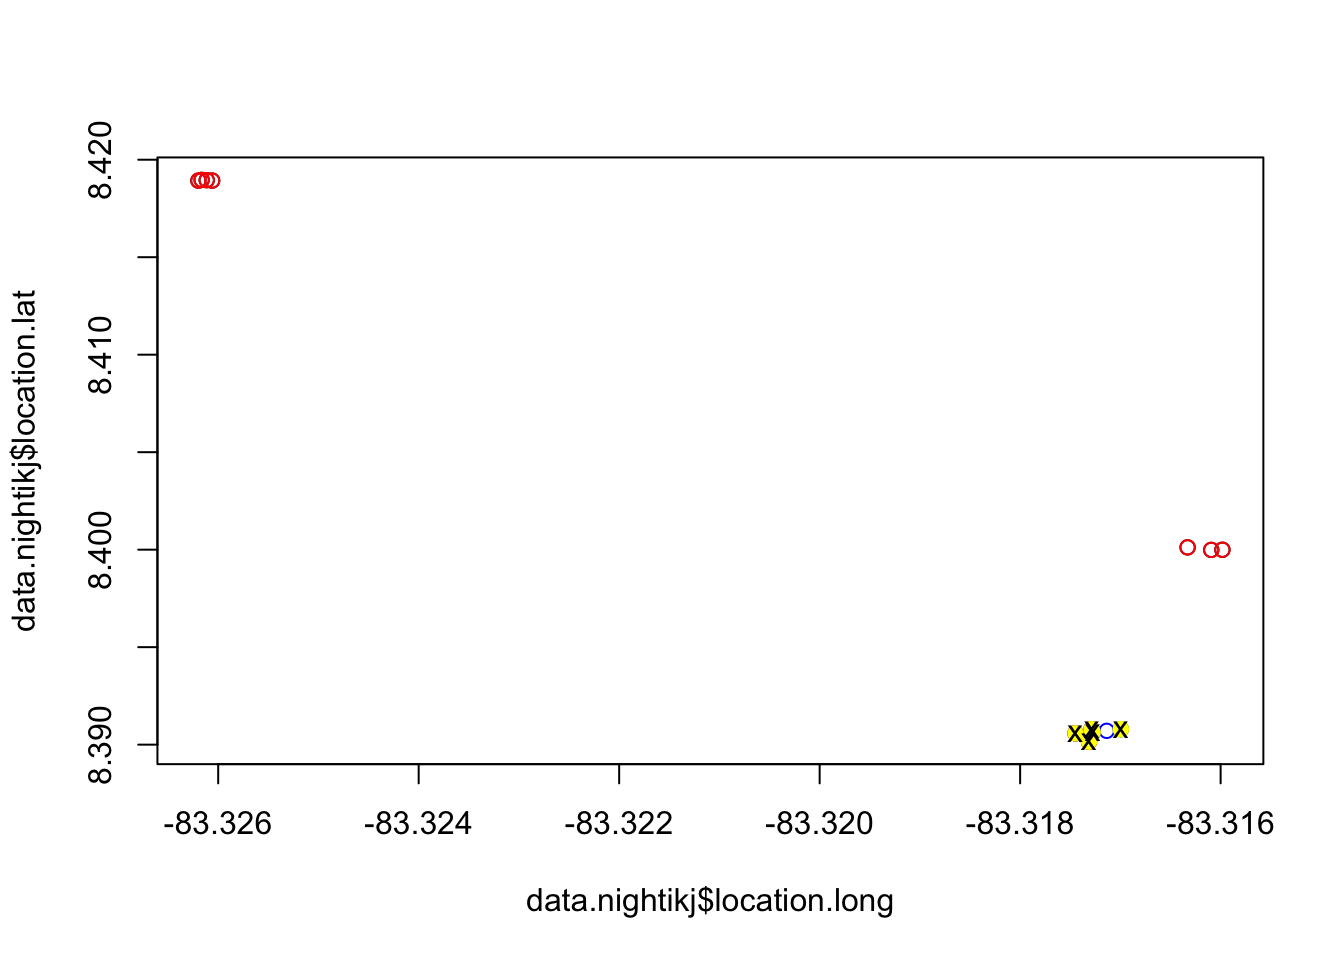 data.nightikj$location.lat
8.420
8.410
8.400
8.390
X X X X X
-83.326 -83.324 -83.322 -83.320 -83.318 -83.316
data.nightikj$location.long